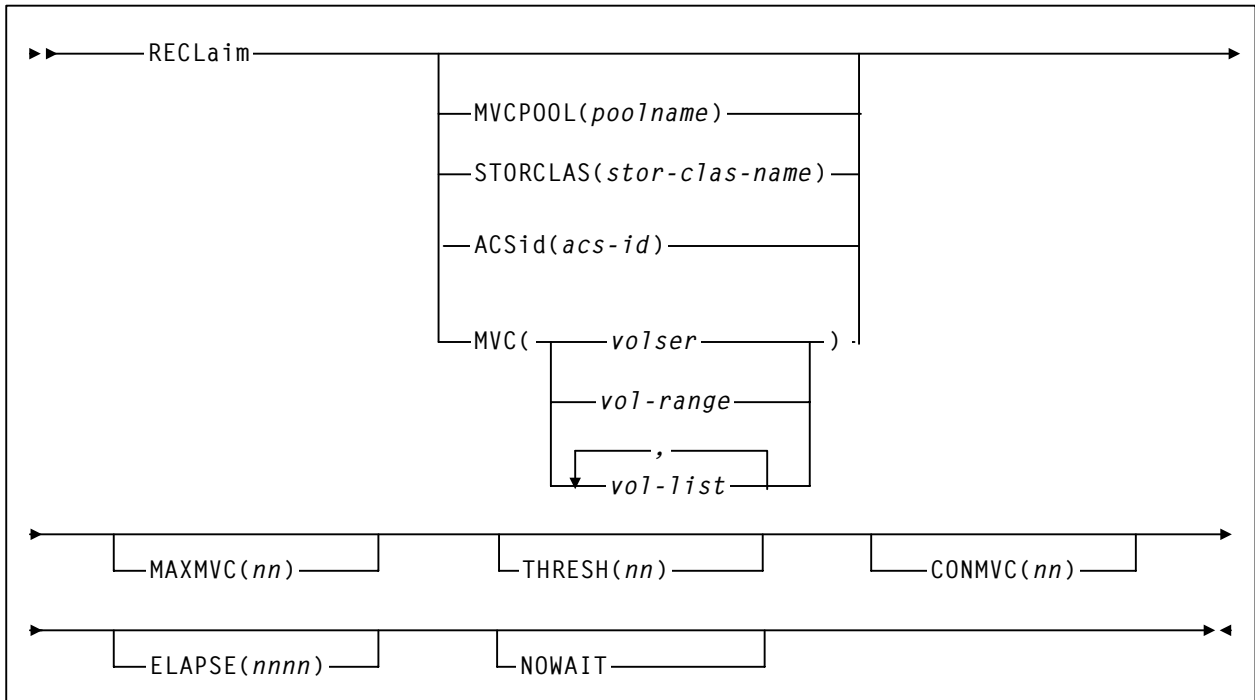 RECLaim
MVCPOOL(poolname)
STORCLAS(stor-clas-name)
ACSid(acs-id)
MVC( volser )
vol-range
,
vol-list
MAXMVC(nn) THRESH(nn) CONMVC(nn)
ELAPSE(nnnn) NOWAIT